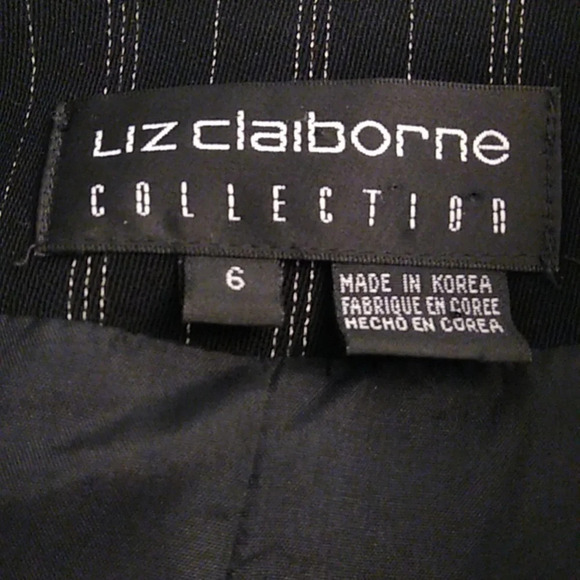 Liz claiborne
COLLECTION
6
MADE IN KOREA
FABRIQUE EN COREE
HECHO EN COREA